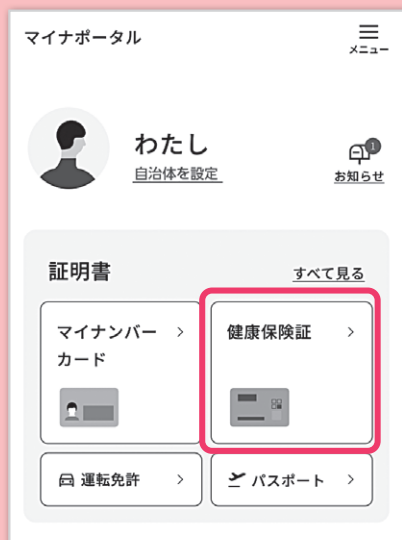 マイナポータル
メニュー
わたし
自治体を設定
1
お知らせ
証明書
すべて見る
マイナンバー
カード
健康保険証
運転免許
パスポート